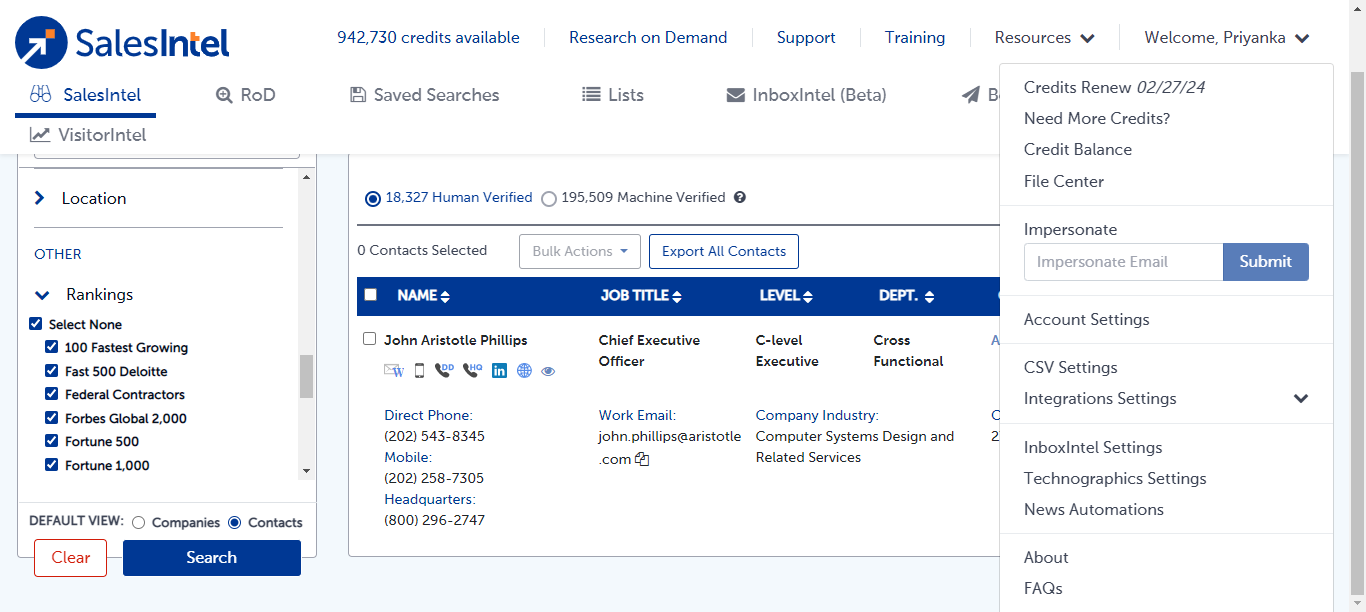 SalesIntel
942,730 credits available
Research on Demand
Support
Training
Resources
Welcome, Priyanka
SalesIntel
RoD
Saved Searches
Lists
InboxIntel (Beta)
VisitorIntel
Credits Renew 02/27/24
Need More Credits?
Credit Balance
File Center
Impersonate
Impersonate Email
Submit
Account Settings
CSV Settings
Integrations Settings
InboxIntel Settings
Technographics Settings
News Automations
About
FAQs
Location
OTHER
Rankings
Select None
100 Fastest Growing
Fast 500 Deloitte
Federal Contractors
Forbes Global 2,000
Fortune 500
Fortune 1,000
DEFAULT VIEW: Companies Contacts
Clear
Search
18,327 Human Verified 195,509 Machine Verified
0 Contacts Selected
Bulk Actions
Export All Contacts
NAME JOB TITLE LEVEL DEPT.
John Aristotle Phillips
Chief Executive
Officer
C-level
Executive
Cross
Functional
DD
HQ
Direct Phone:
(202) 543-8345
Mobile:
(202) 258-7305
Headquarters:
(800) 296-2747
Work Email:
john.phillips@aristotle
.com
Company Industry:
Computer Systems Design and
Related Services